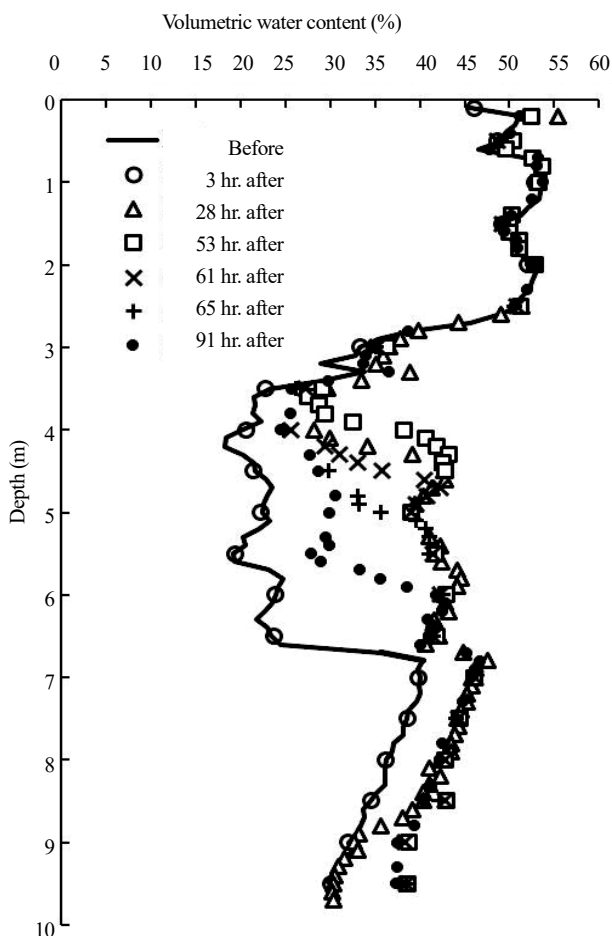 Volumetric water content (%)
0 5 10 15 20 25 30 35 40 45 50 55 60
0
Before
3 hr. after
1
28 hr. after
53 hr. after
61 hr. after
2
65 hr. after
91 hr. after
3
4
Depth (m)
5
6
7
8
9
10